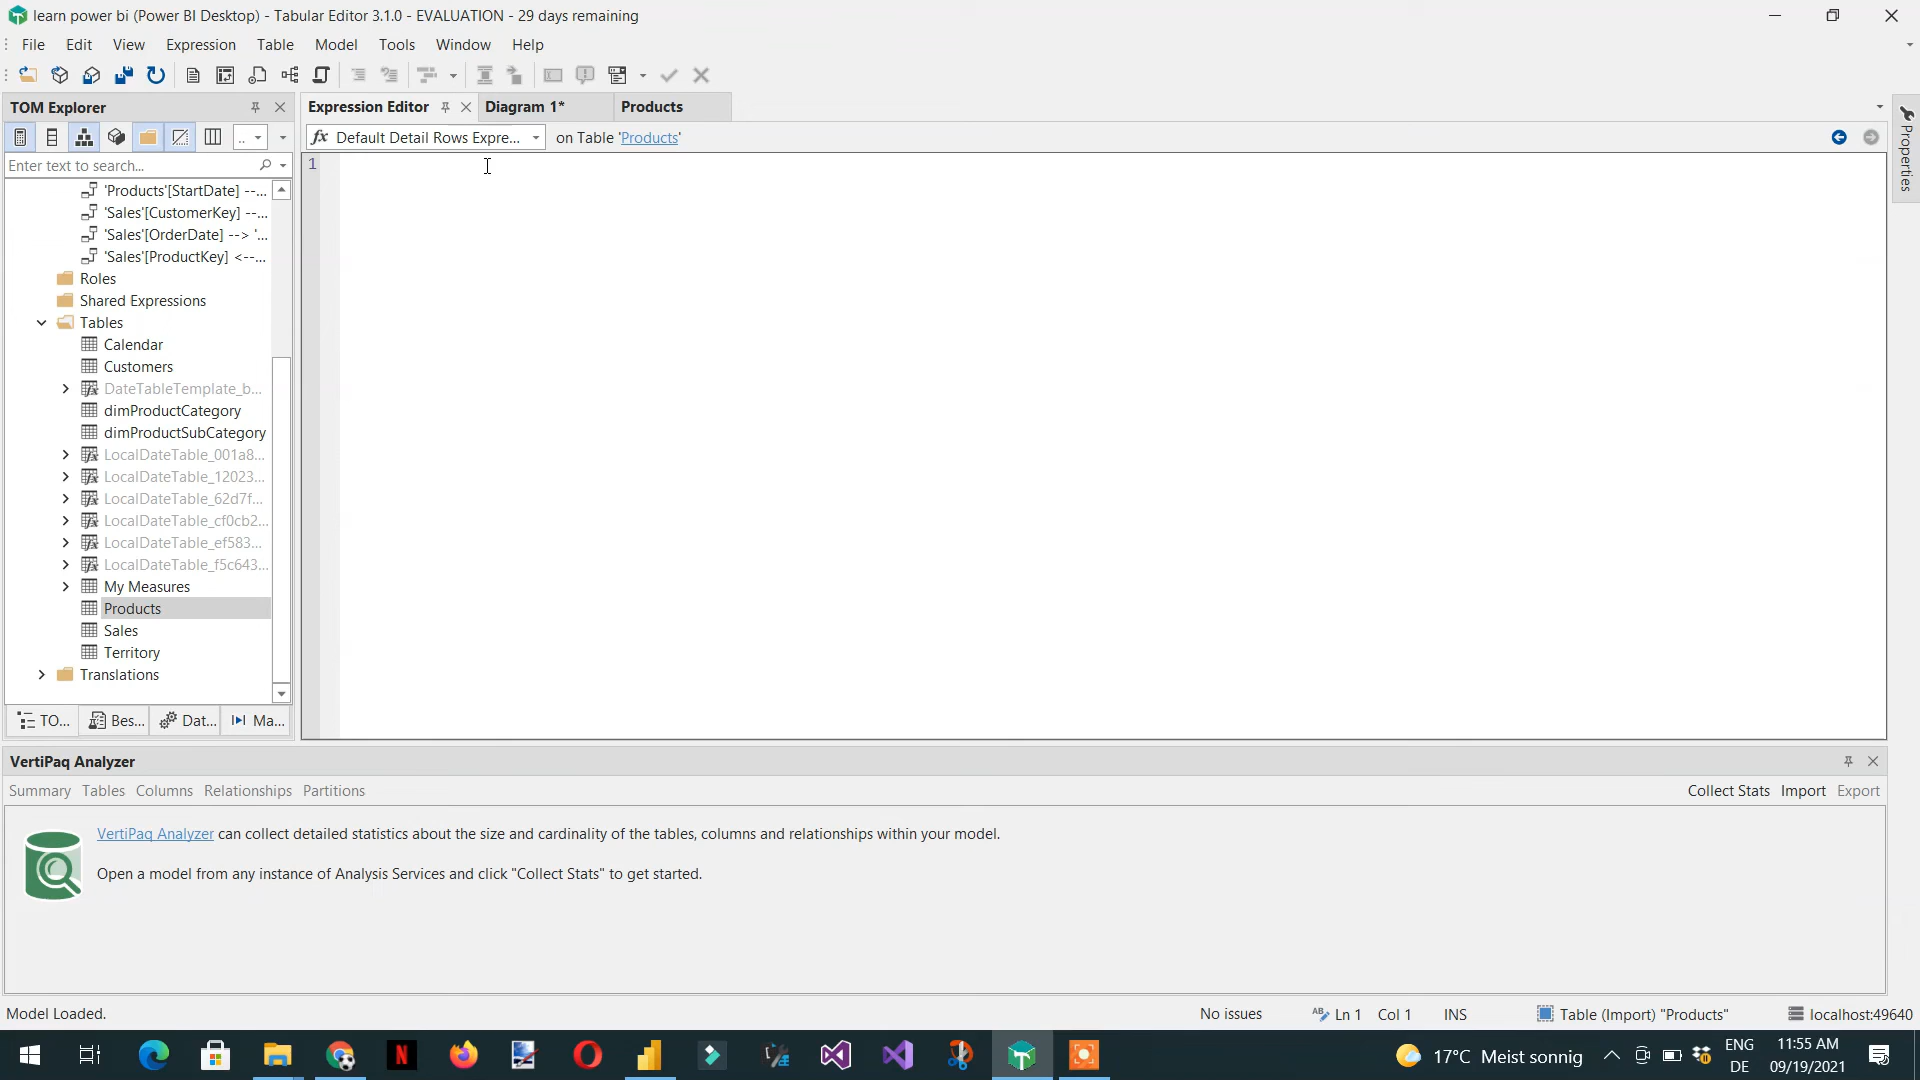 learn power bi (Power BI Desktop) - Tabular Editor 3.1.0 - EVALUATION - 29 days remaining
File Edit View Expression Table Model Tools Window Help
TOM Explorer
Expression Editor
Diagram 1*
Products
fx Default Detail Rows Expre... on Table 'Products'
Properties
Enter text to search...
1
'Products'[StartDate] --...
'Sales'[CustomerKey] --...
'Sales'[OrderDate] --> '...
'Sales'[ProductKey] <--...
Roles
Shared Expressions
Tables
Calendar
Customers
DateTableTemplate_b...
dimProductCategory
dimProductSubCategory
LocalDateTable_001a8...
LocalDateTable_12023...
LocalDateTable_62d7f...
LocalDateTable_cf0cb2...
LocalDateTable_ef583...
LocalDateTable_f5c643...
My Measures
Products
Sales
Territory
Translations
TO... Bes... Dat... Ma...
VertiPaq Analyzer
Summary Tables Columns Relationships Partitions
Collect Stats Import Export
VertiPaq Analyzer can collect detailed statistics about the size and cardinality of the tables, columns and relationships within your model.
Open a model from any instance of Analysis Services and click "Collect Stats" to get started.
Model Loaded.
No issues
Ln 1 Col 1 INS
Table (Import) "Products"
localhost:49640
17°C Meist sonnig
ENG
DE
11:55 AM
09/19/2021